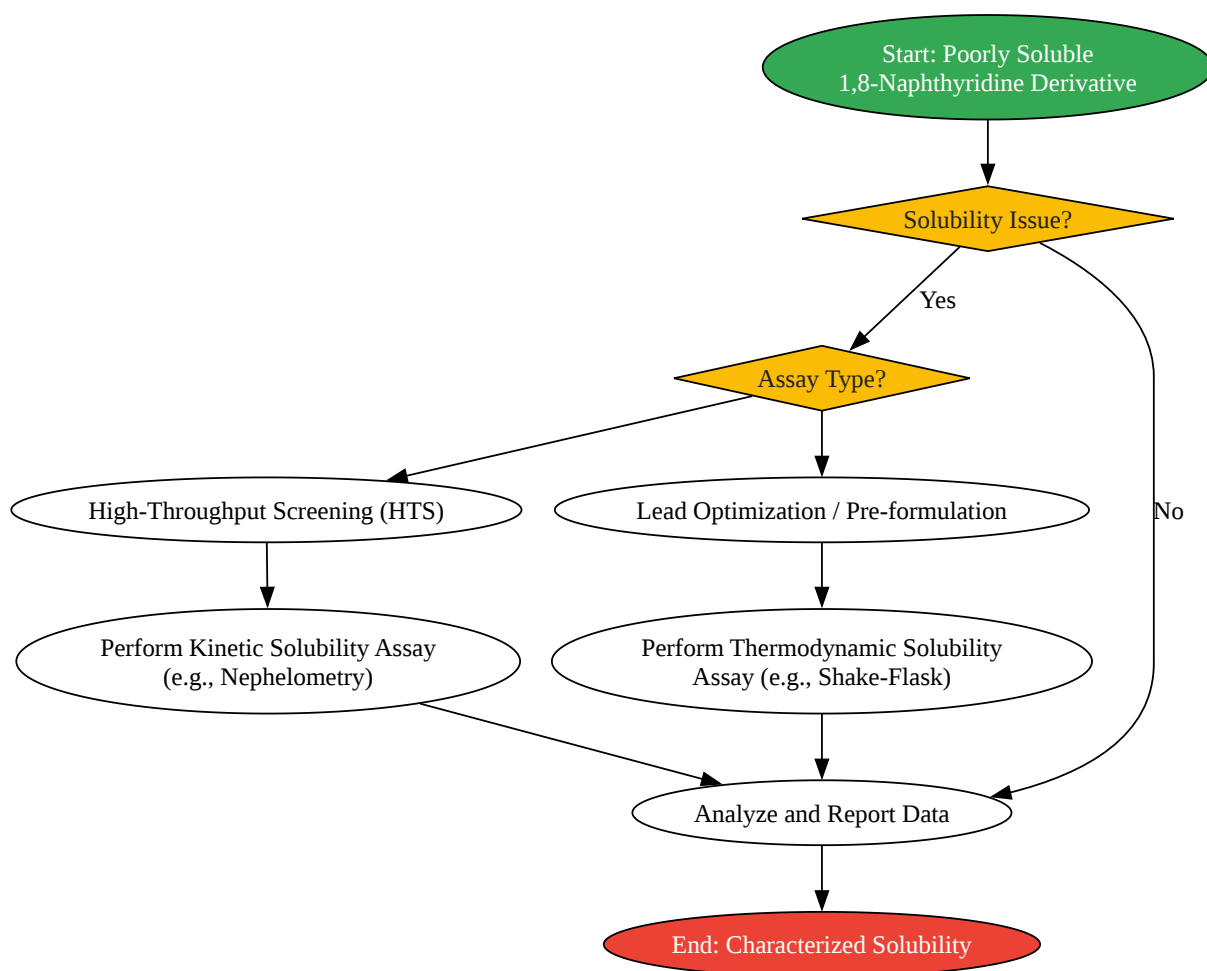 Start: Poorly Soluble
1,8-Naphthyridine Derivative
Solubility Issue?
Yes
Assay Type?
High-Throughput Screening (HTS)
Lead Optimization / Pre-formulation
No
Perform Kinetic Solubility Assay
(e.g., Nephelometry)
Perform Thermodynamic Solubility
Assay (e.g., Shake-Flask)
Analyze and Report Data
End: Characterized Solubility